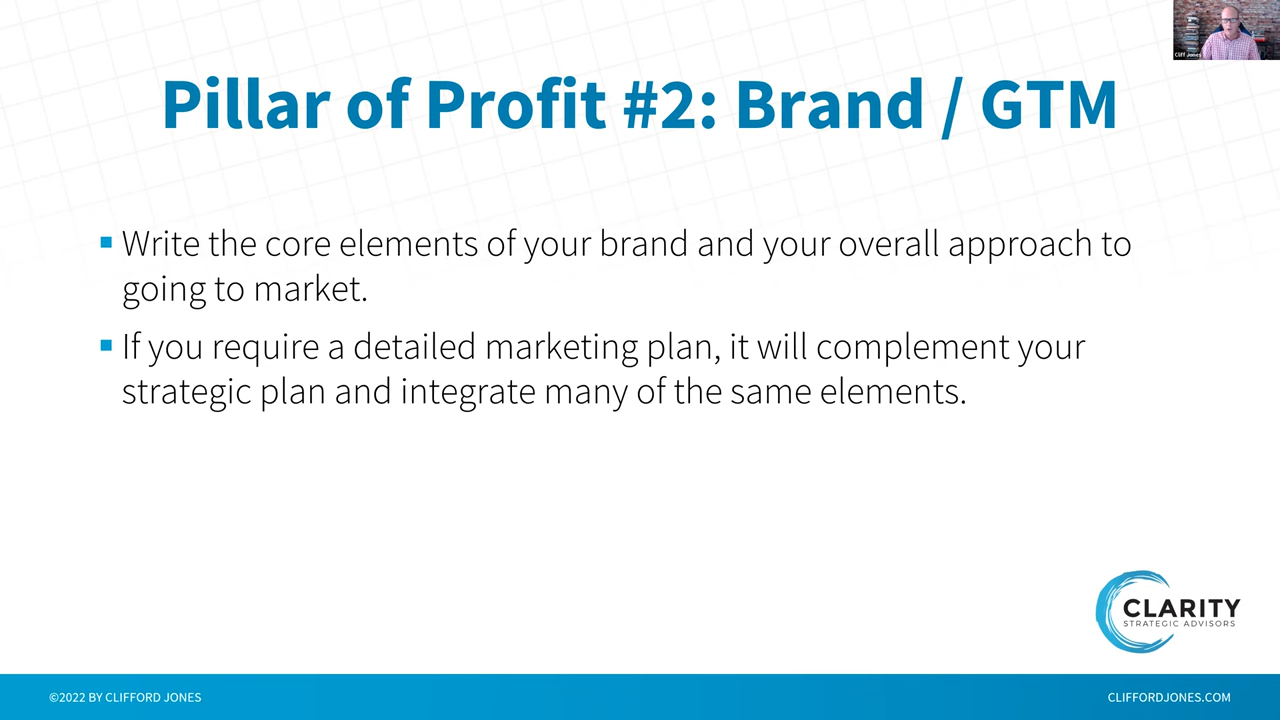 Cliff Jones
Pillar of Profit #2: Brand / GTM
▪ Write the core elements of your brand and your overall approach to
going to market.
▪ If you require a detailed marketing plan, it will complement your
strategic plan and integrate many of the same elements.
CLARITY
STRATEGIC ADVISORS
©2022 BY CLIFFORD JONES
CLIFFORDJONES.COM